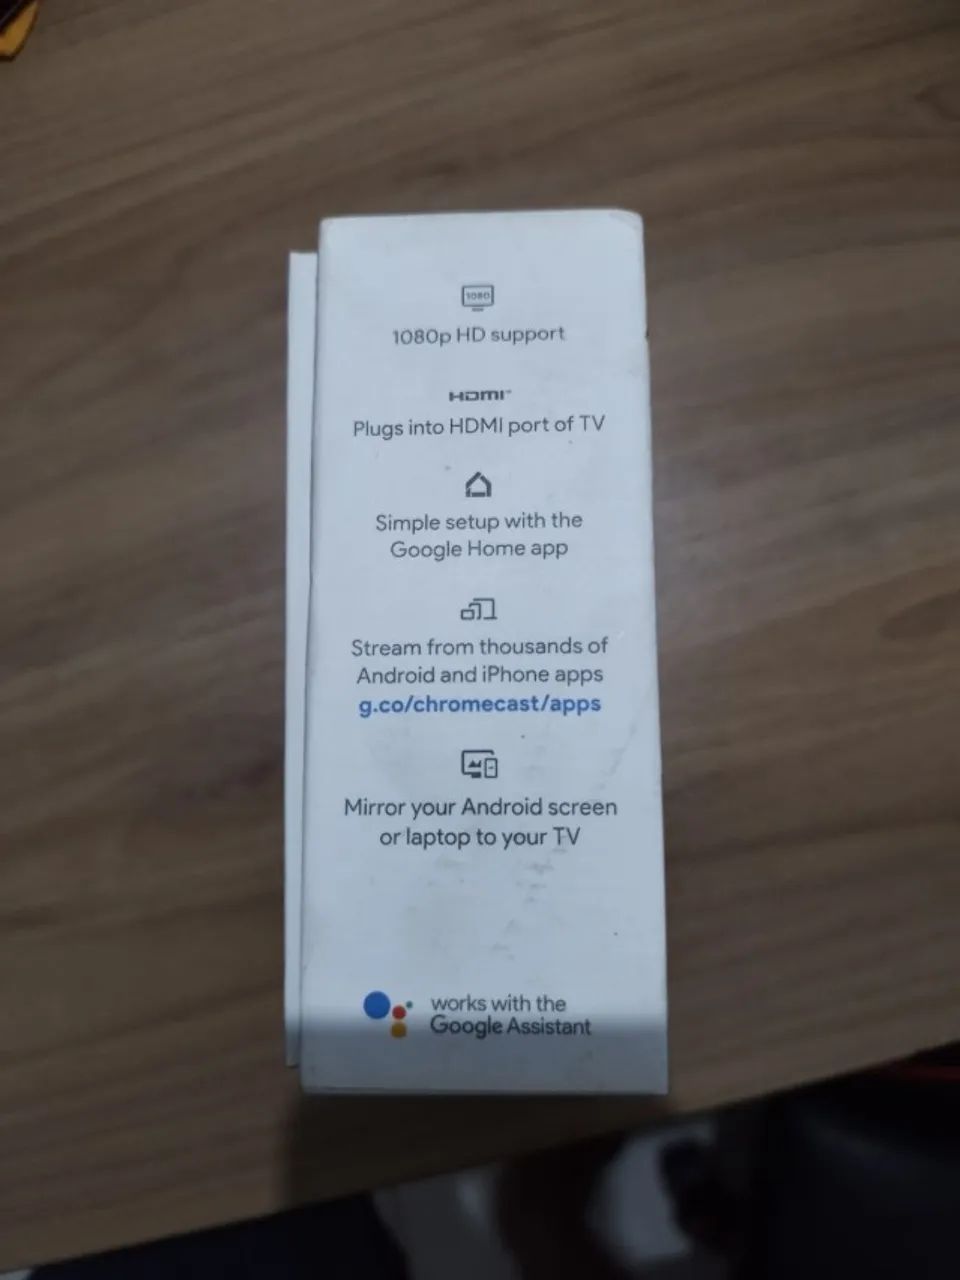 1080
1080p HD support
HDMI™
Plugs into HDMI port of TV
Simple setup with the
Google Home app
Stream from thousands of
Android and iPhone apps
g.co/chromecast/apps
Mirror your Android screen
or laptop to your TV
works with the
Google Assistant